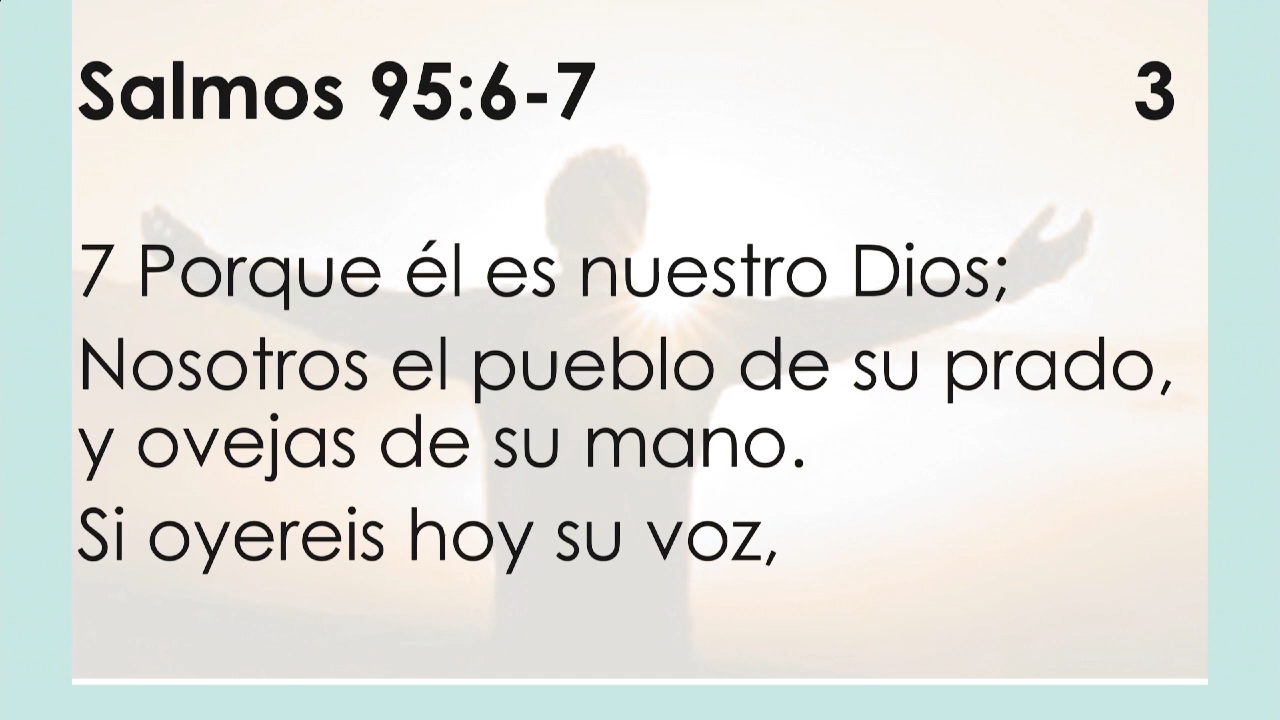 Salmos 95:6-7 3
7 Porque él es nuestro Dios;
Nosotros el pueblo de su prado,
y ovejas de su mano.
Si oyereis hoy su voz,